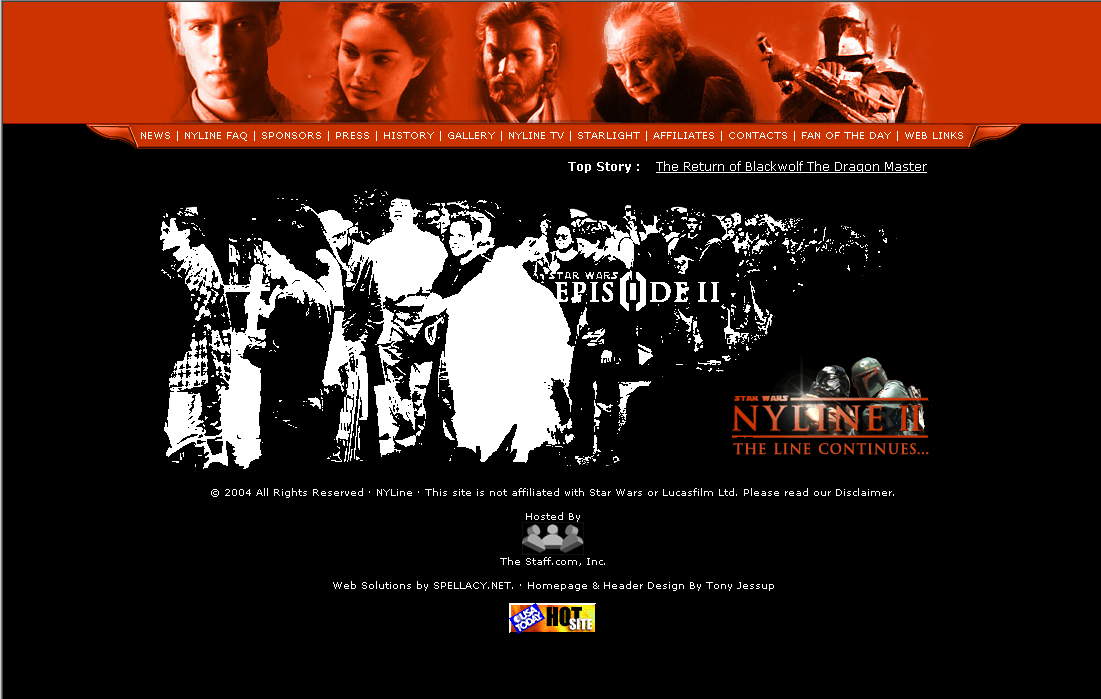 NEWS | NYLINE FAQ | SPONSORS | PRESS | HISTORY | GALLERY | NYLINE TV | STARLIGHT | AFFILIATES | CONTACTS | FAN OF THE DAY | WEB LINKS
Top Story : The Return of Blackwolf The Dragon Master
STAR WARS
EPISODE II
STAR WARS
NYLINE II
THE LINE CONTINUES...
© 2004 All Rights Reserved · NYLine · This site is not affiliated with Star Wars or Lucasfilm Ltd. Please read our Disclaimer.
Hosted By
The Staff.com, Inc.
Web Solutions by SPELLACY.NET. · Homepage & Header Design By Tony Jessup
USA TODAY HOT SITE